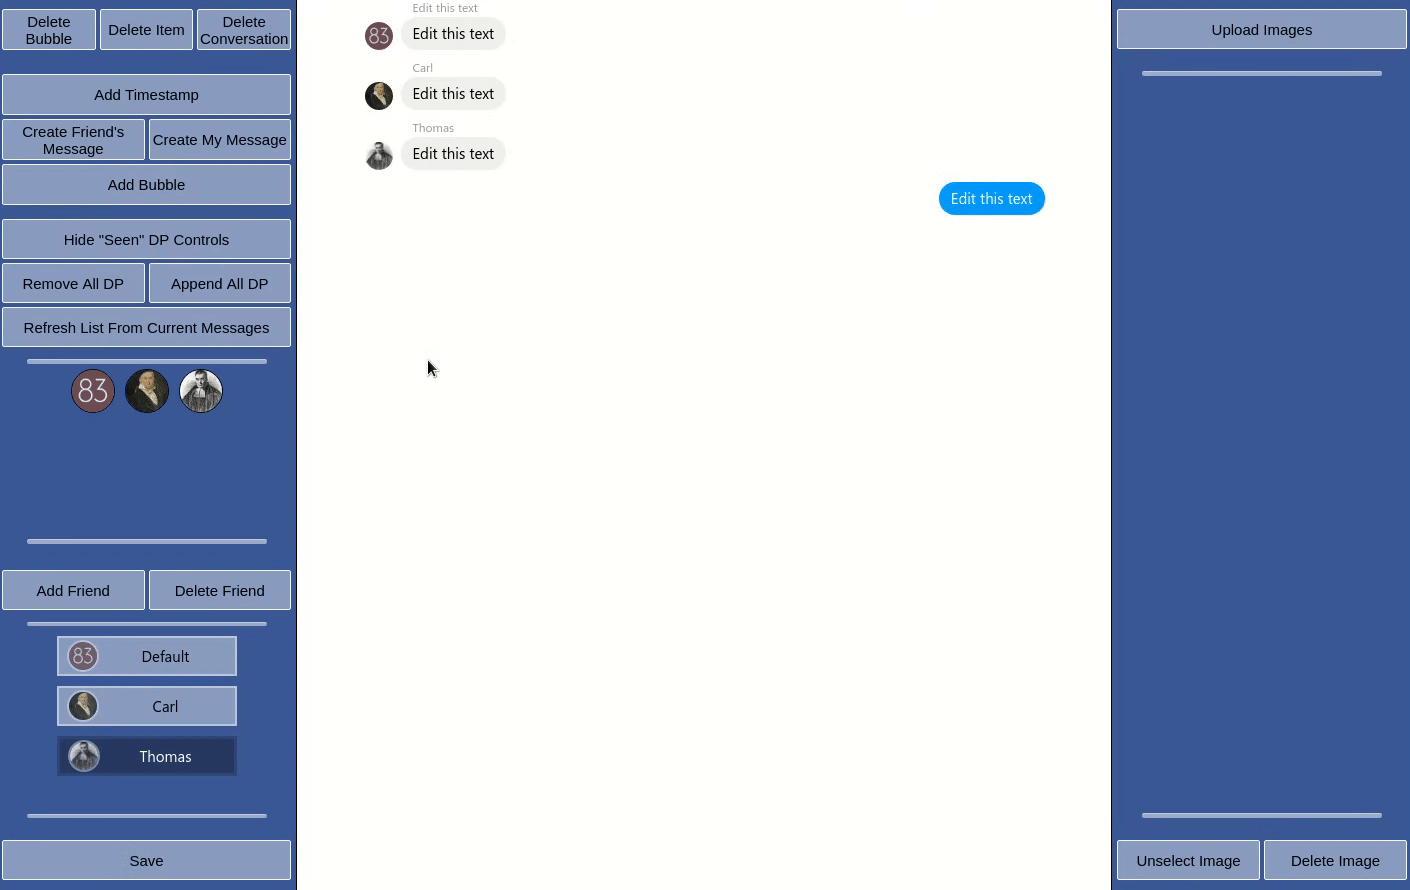 Delete
Bubble
Delete Item
Delete
Conversation
Add Timestamp
Create Friend's
Message
Create My Message
Add Bubble
Hide "Seen" DP Controls
Remove All DP
Append All DP
Refresh List From Current Messages
83
Add Friend
Delete Friend
83
Default
Carl
Thomas
Save
Edit this text
83
Edit this text
Carl
Edit this text
Thomas
Edit this text
Edit this text
Upload Images
Unselect Image
Delete Image